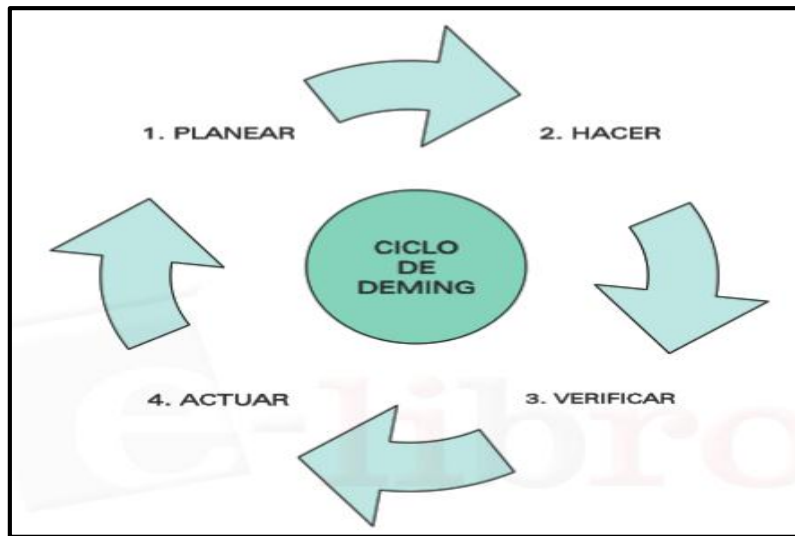 1. PLANEAR
2. HACER
CICLO
DE
DEMING
4. ACTUAR
3. VERIFICAR
e-libro